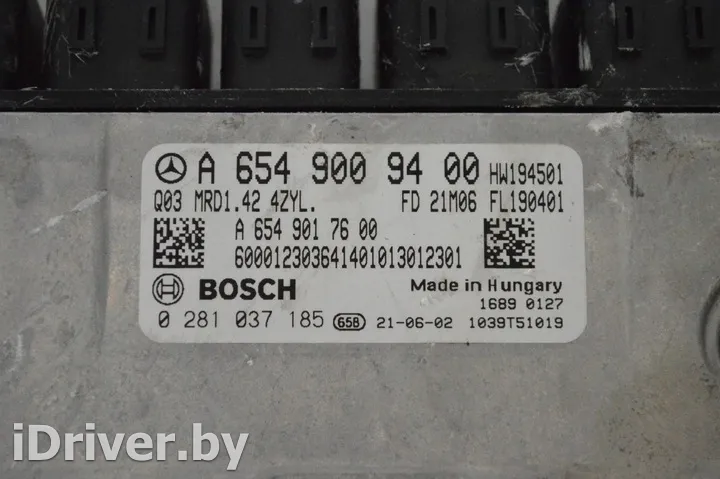 A 654 900 94 00 HW194501
Q03 MRD1.42 4ZYL. FD 21M06 FL190401
A 654 901 76 00
600012303641401013012301
BOSCH Made in Hungary
1689 0127
0 281 037 185 658 21-06-02 1039T51019
iDriver.by